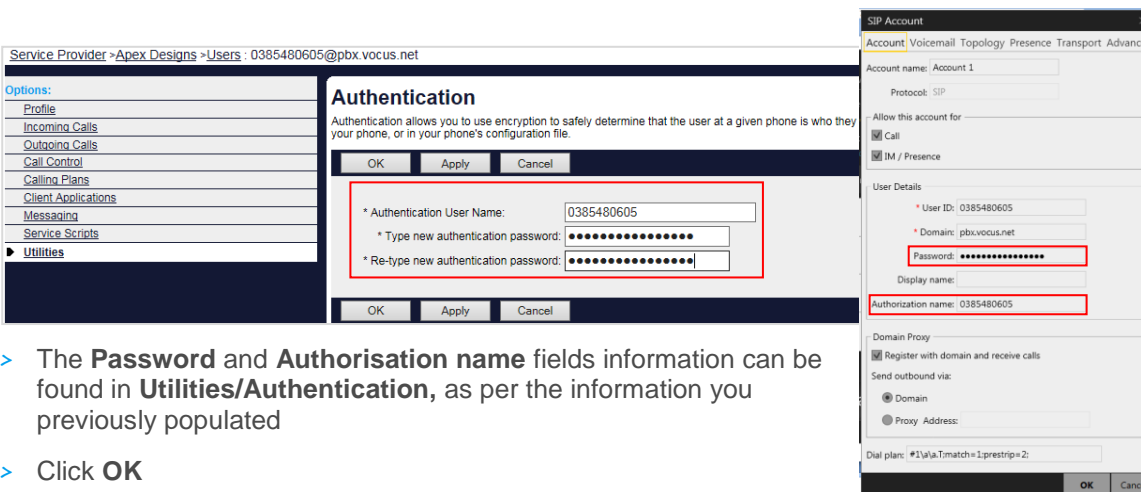 Service Provider >Apex Designs >Users : 0385480605@pbx.vocus.net
Options:
Profile
Incoming Calls
Outgoing Calls
Call Control
Calling Plans
Client Applications
Messaging
Service Scripts
Utilities
Authentication
Authentication allows you to use encryption to safely determine that the user at a given phone is who they
your phone, or in your phone's configuration file.
OK Apply Cancel
* Authentication User Name: 0385480605
* Type new authentication password: ●●●●●●●●●●●●●●●●
* Re-type new authentication password: ●●●●●●●●●●●●●●●●
OK Apply Cancel
> The Password and Authorisation name fields information can be
found in Utilities/Authentication, as per the information you
previously populated
> Click OK
SIP Account
Account Voicemail Topology Presence Transport Advanc
Account name: Account 1
Protocol: SIP
Allow this account for
Call
IM / Presence
User Details
* User ID: 0385480605
* Domain: pbx.vocus.net
Password: ●●●●●●●●●●●●●●●●
Display name:
Authorization name: 0385480605
Domain Proxy
Register with domain and receive calls
Send outbound via:
Domain
Proxy Address:
Dial plan: #1\a\a.T;match=1;prestrip=2;
OK Canc